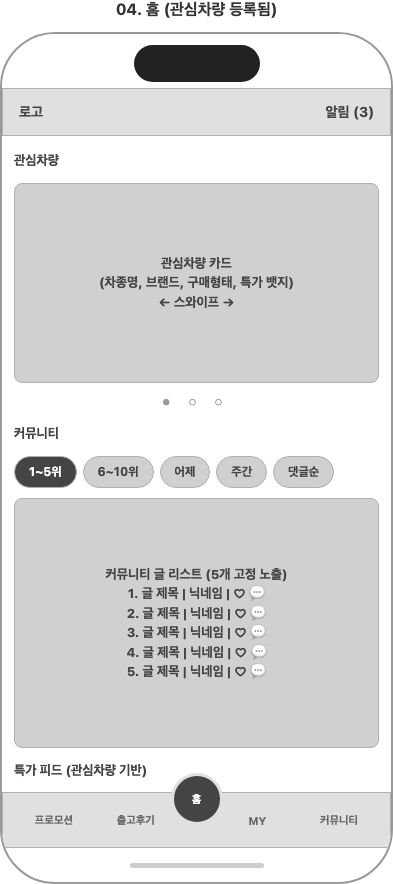 04. 홈 (관심차량 등록됨)
로고 알림 (3)
관심차량
관심차량 카드
(차종명, 브랜드, 구매형태, 특가 뱃지)
← 스와이프 →
커뮤니티
1~5위 6~10위 어제 주간 댓글순
커뮤니티 글 리스트 (5개 고정 노출)
1. 글 제목 | 닉네임 | ♡ 💬
2. 글 제목 | 닉네임 | ♡ 💬
3. 글 제목 | 닉네임 | ♡ 💬
4. 글 제목 | 닉네임 | ♡ 💬
5. 글 제목 | 닉네임 | ♡ 💬
특가 피드 (관심차량 기반)
프로모션 출고후기 홈 MY 커뮤니티